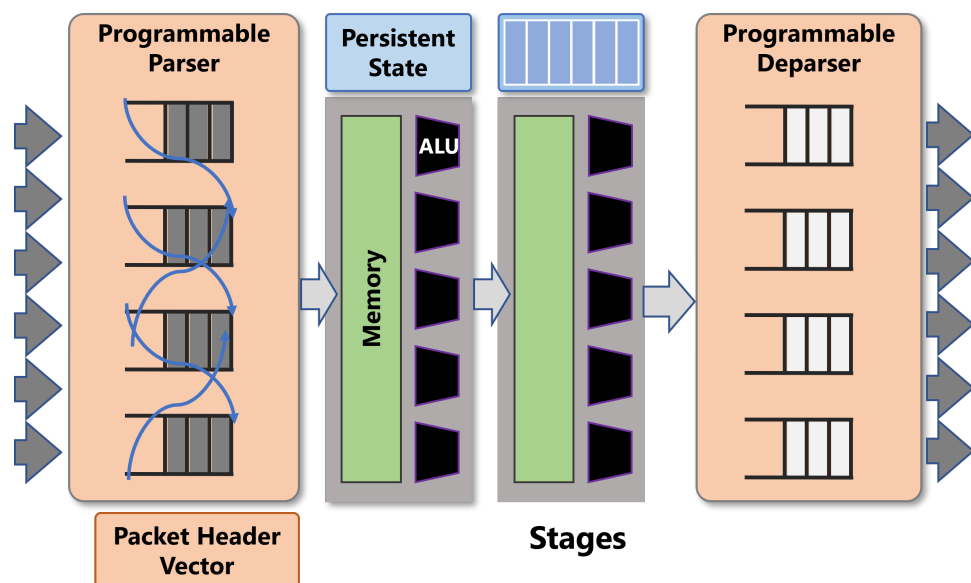 Programmable
Parser
Persistent
State
Programmable
Deparser
ALU
Memory
Packet Header
Vector
Stages